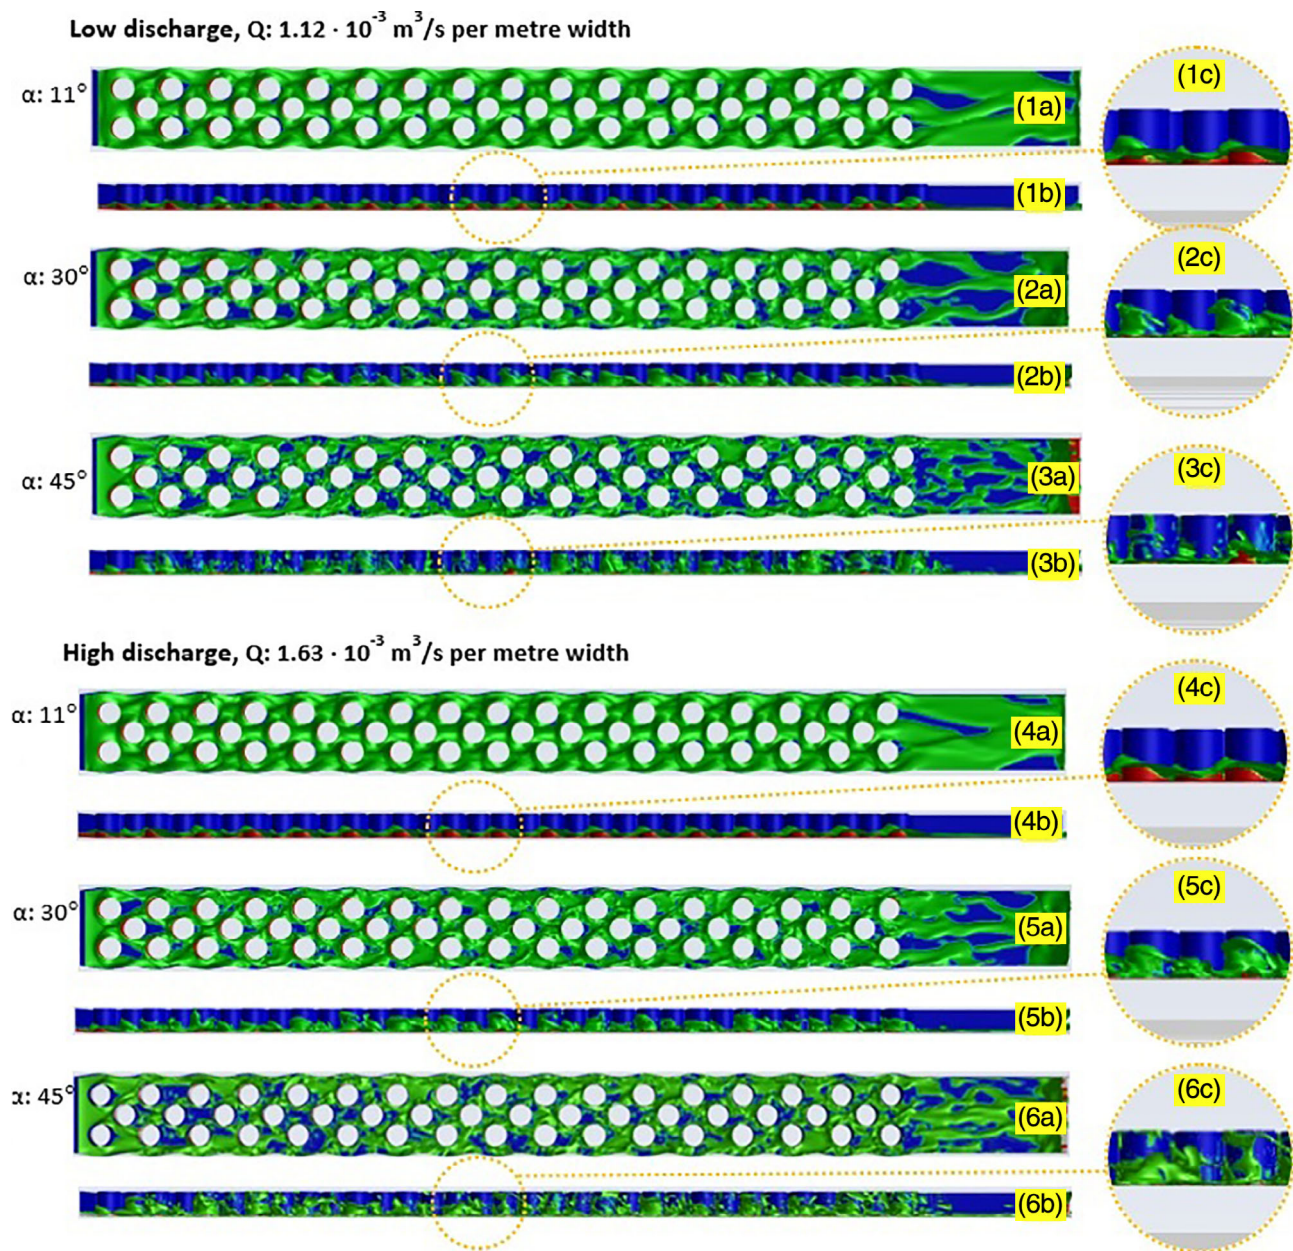 Low discharge, Q: 1.12 · 10⁻³ m³/s per metre width
(1c)
α: 11°
(1a)
(1b)
(2c)
α: 30°
(2a)
(2b)
(3c)
α: 45°
(3a)
(3b)
High discharge, Q: 1.63 · 10⁻³ m³/s per metre width
(4c)
α: 11°
(4a)
(4b)
(5c)
α: 30°
(5a)
(5b)
(6c)
α: 45°
(6a)
(6b)